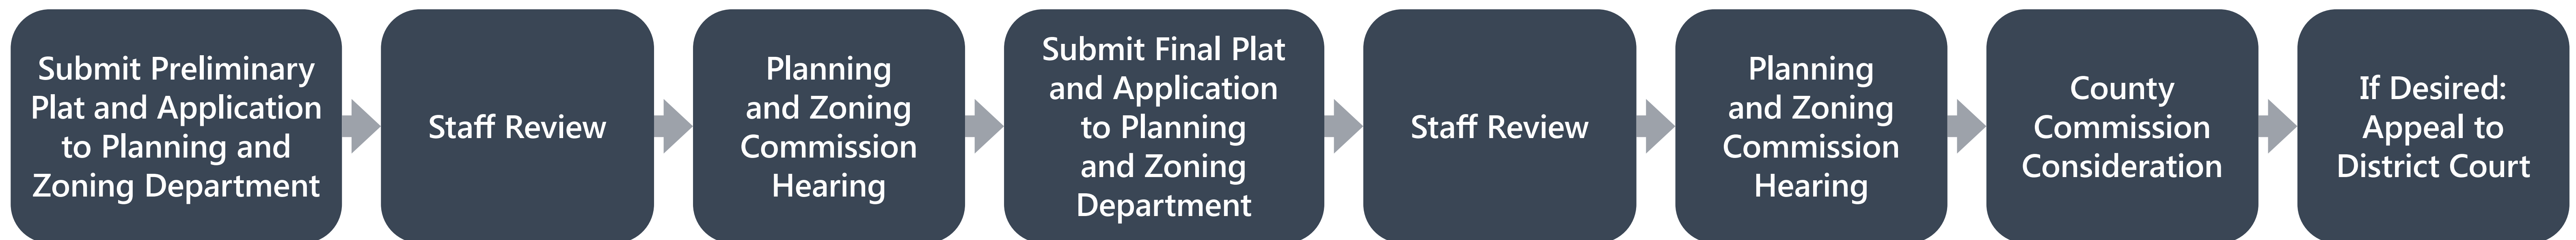 Submit Preliminary
Plat and Application
to Planning and
Zoning Department
Staff Review
Planning
and Zoning
Commission
Hearing
Submit Final Plat
and Application
to Planning
and Zoning
Department
Staff Review
Planning
and Zoning
Commission
Hearing
County
Commission
Consideration
If Desired:
Appeal to
District Court